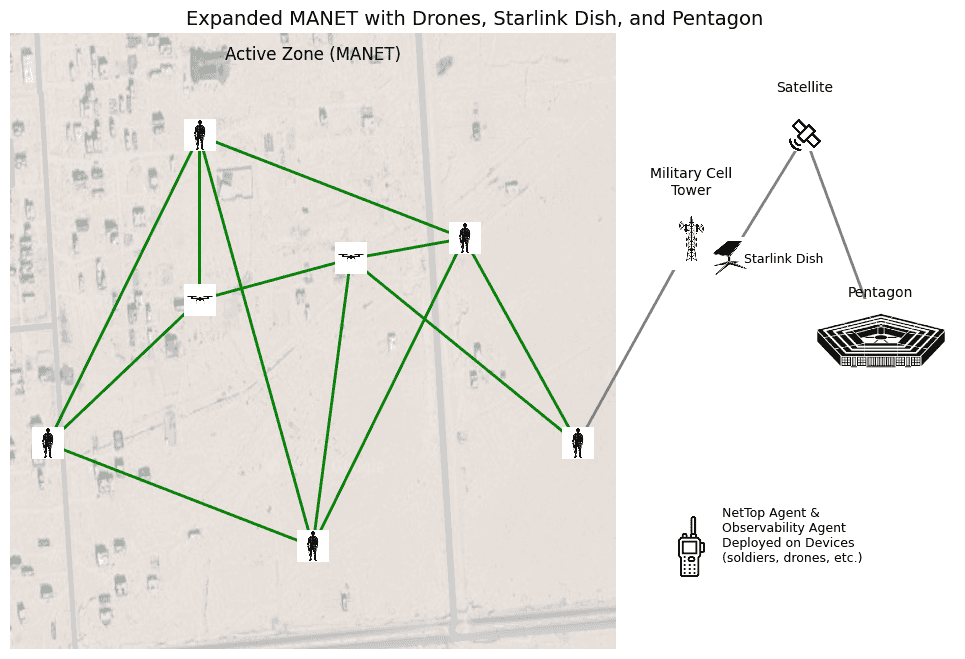 Expanded MANET with Drones, Starlink Dish, and Pentagon
Active Zone (MANET)
Satellite
Military Cell
Tower
Starlink Dish
Pentagon
NetTop Agent &
Observability Agent
Deployed on Devices
(soldiers, drones, etc.)